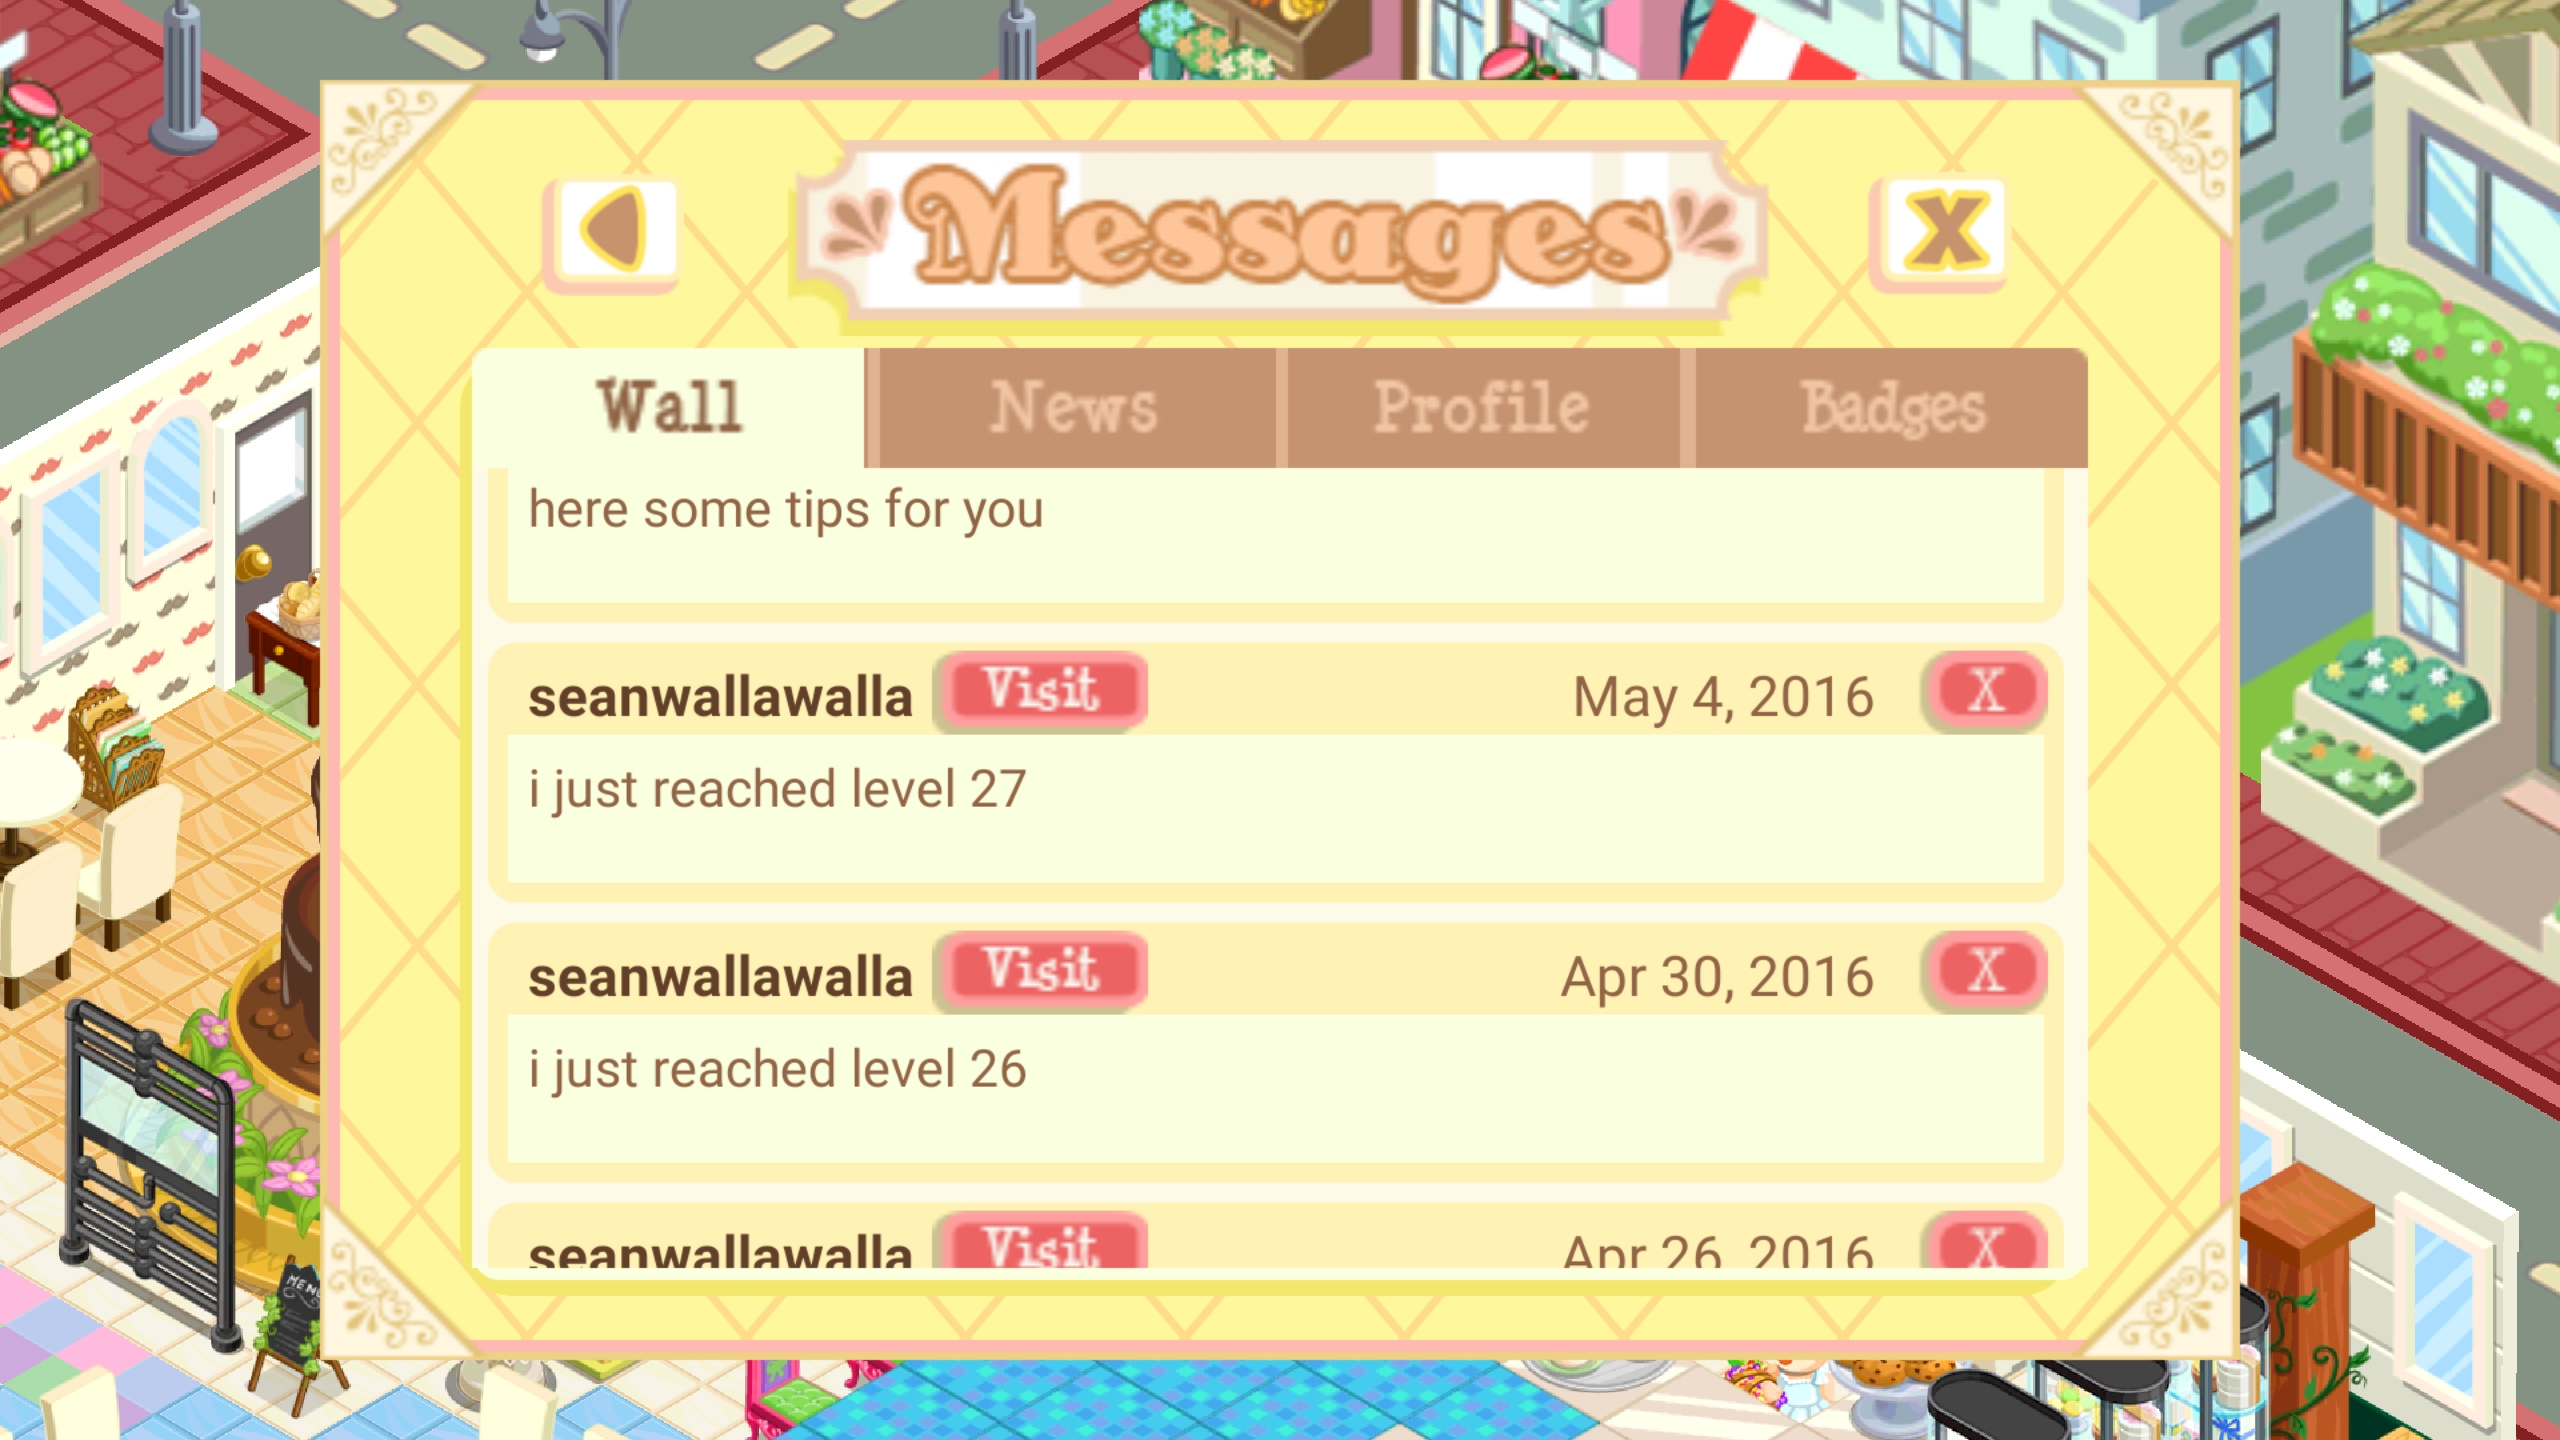 Messages
X
Wall News Profile Badges
here some tips for you
seanwallawalla Visit May 4, 2016 X
i just reached level 27
seanwallawalla Visit Apr 30, 2016 X
i just reached level 26
seanwallawalla Visit Apr 26, 2016 X
MENU